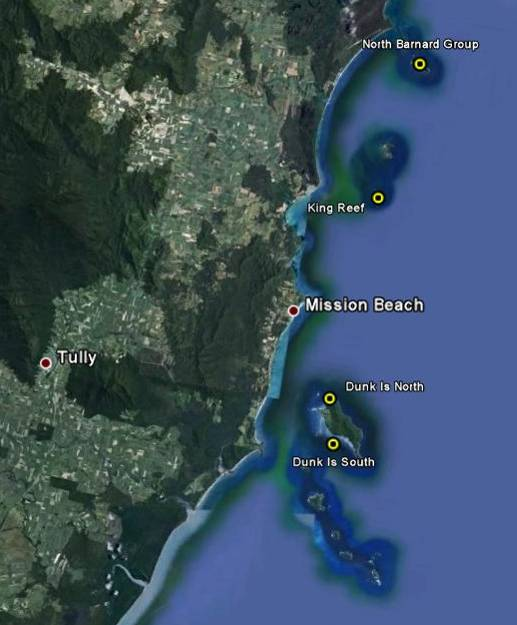 North Barnard Group
King Reef
Mission Beach
Tully
Dunk Is North
Dunk Is South